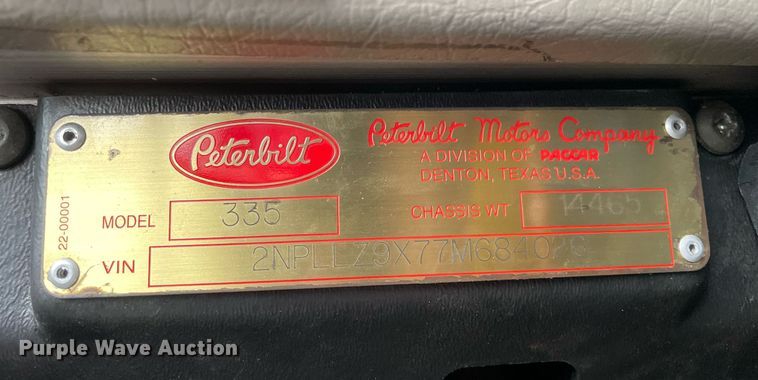 Peterbilt
Peterbilt Motors Company
A DIVISION OF PACCAR
DENTON, TEXAS U.S.A.
22-00001
MODEL 335
CHASSIS WT 14465
VIN
Purple Wave Auction